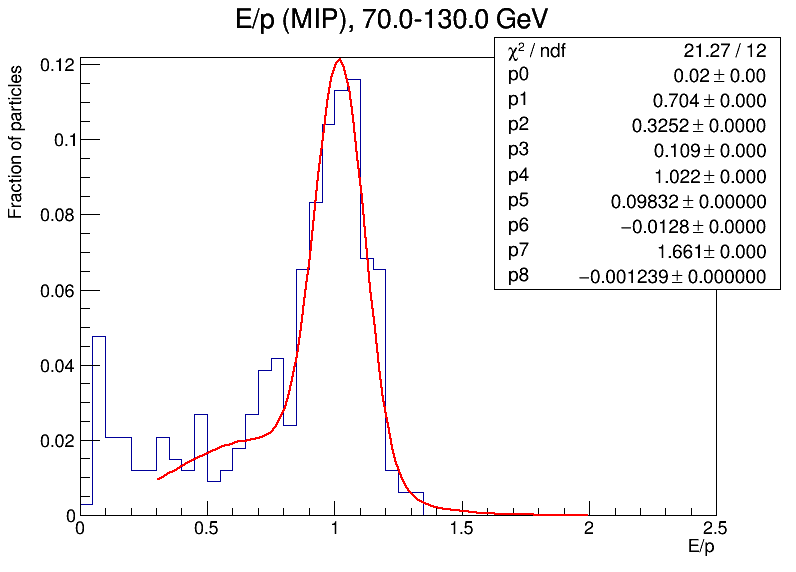 E/p (MIP), 70.0-130.0 GeV
χ² / ndf 21.27 / 12
p0 0.02 ± 0.00
p1 0.704 ± 0.000
p2 0.3252 ± 0.0000
p3 0.109 ± 0.000
p4 1.022 ± 0.000
p5 0.09832 ± 0.00000
p6 −0.0128 ± 0.0000
p7 1.661 ± 0.000
p8 −0.001239 ± 0.000000
Fraction of particles
0.12
0.1
0.08
0.06
0.04
0.02
0
0 0.5 1 1.5 2 2.5
E/p